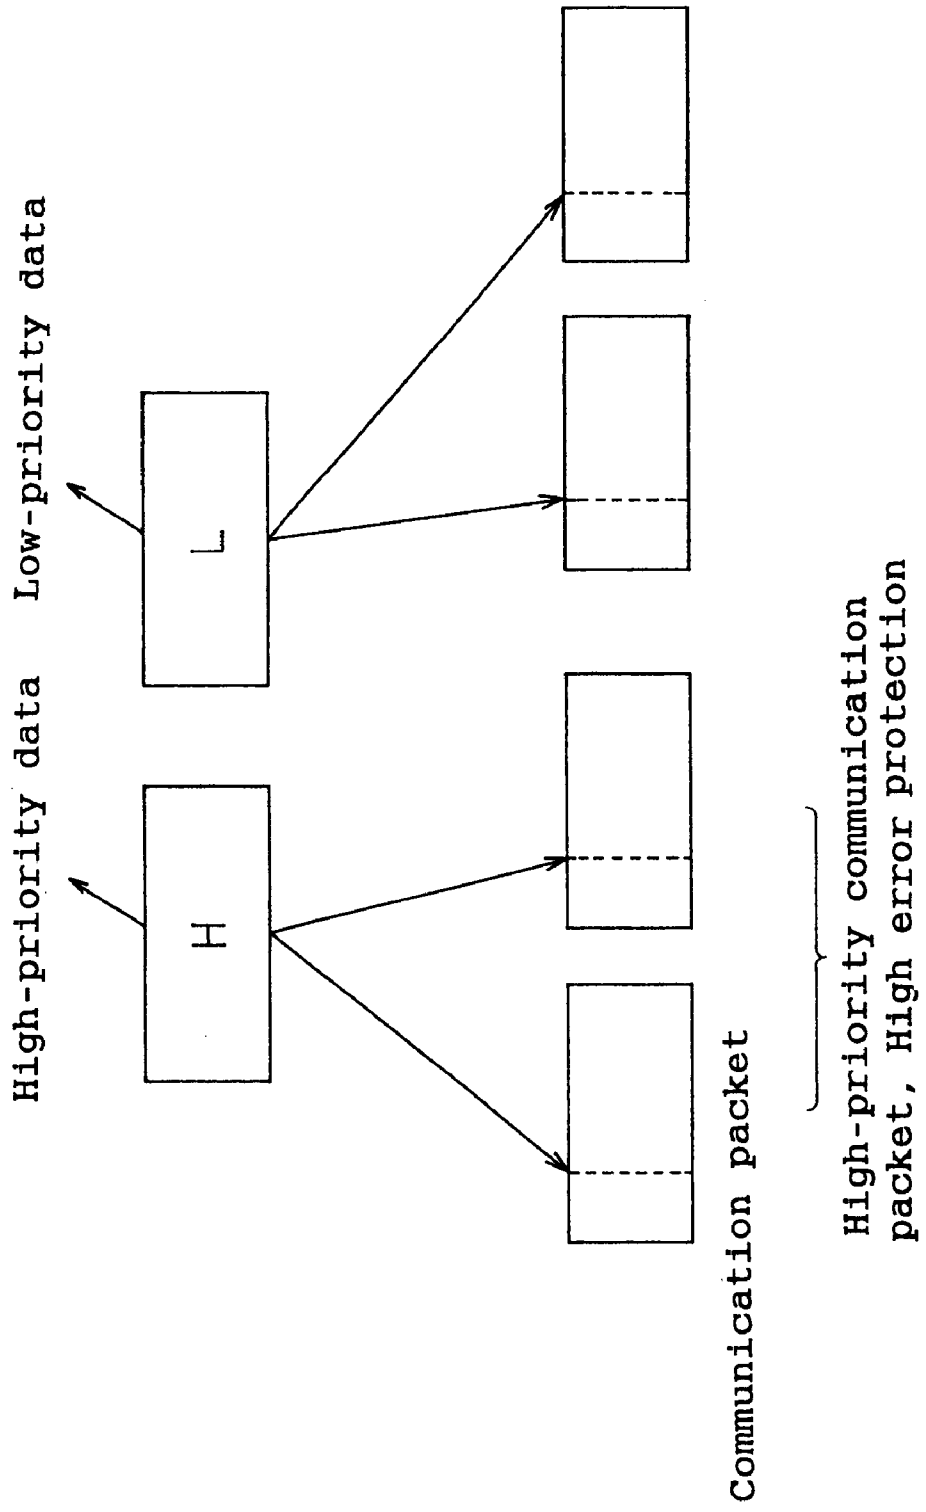 High-priority data
Low-priority data
H
L
Communication packet
High-priority communication
packet, High error protection